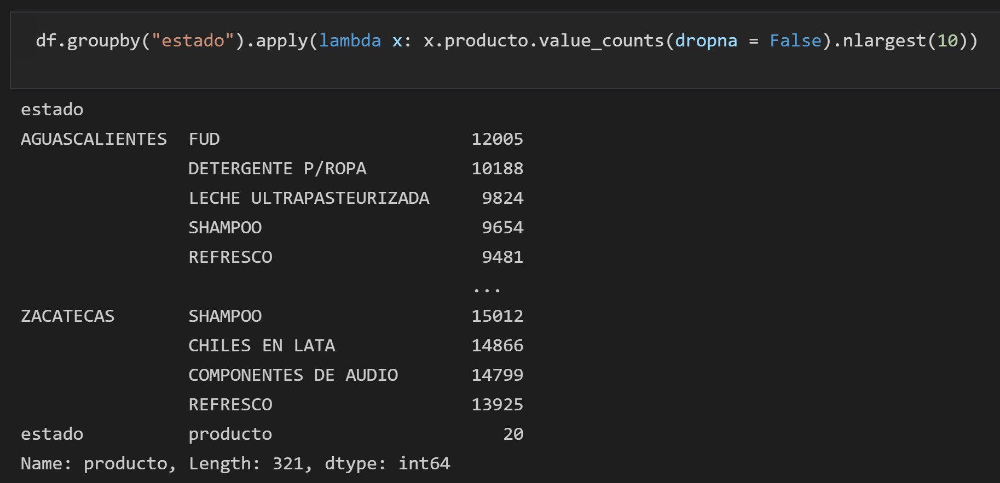 df.groupby("estado").apply(lambda x: x.producto.value_counts(dropna = False).nlargest(10))
estado
AGUASCALIENTES  FUD                        12005
                DETERGENTE P/ROPA          10188
                LECHE ULTRAPASTEURIZADA     9824
                SHAMPOO                     9654
                REFRESCO                    9481
                                           ...
ZACATECAS       SHAMPOO                    15012
                CHILES EN LATA             14866
                COMPONENTES DE AUDIO       14799
                REFRESCO                   13925
estado          producto                      20
Name: producto, Length: 321, dtype: int64